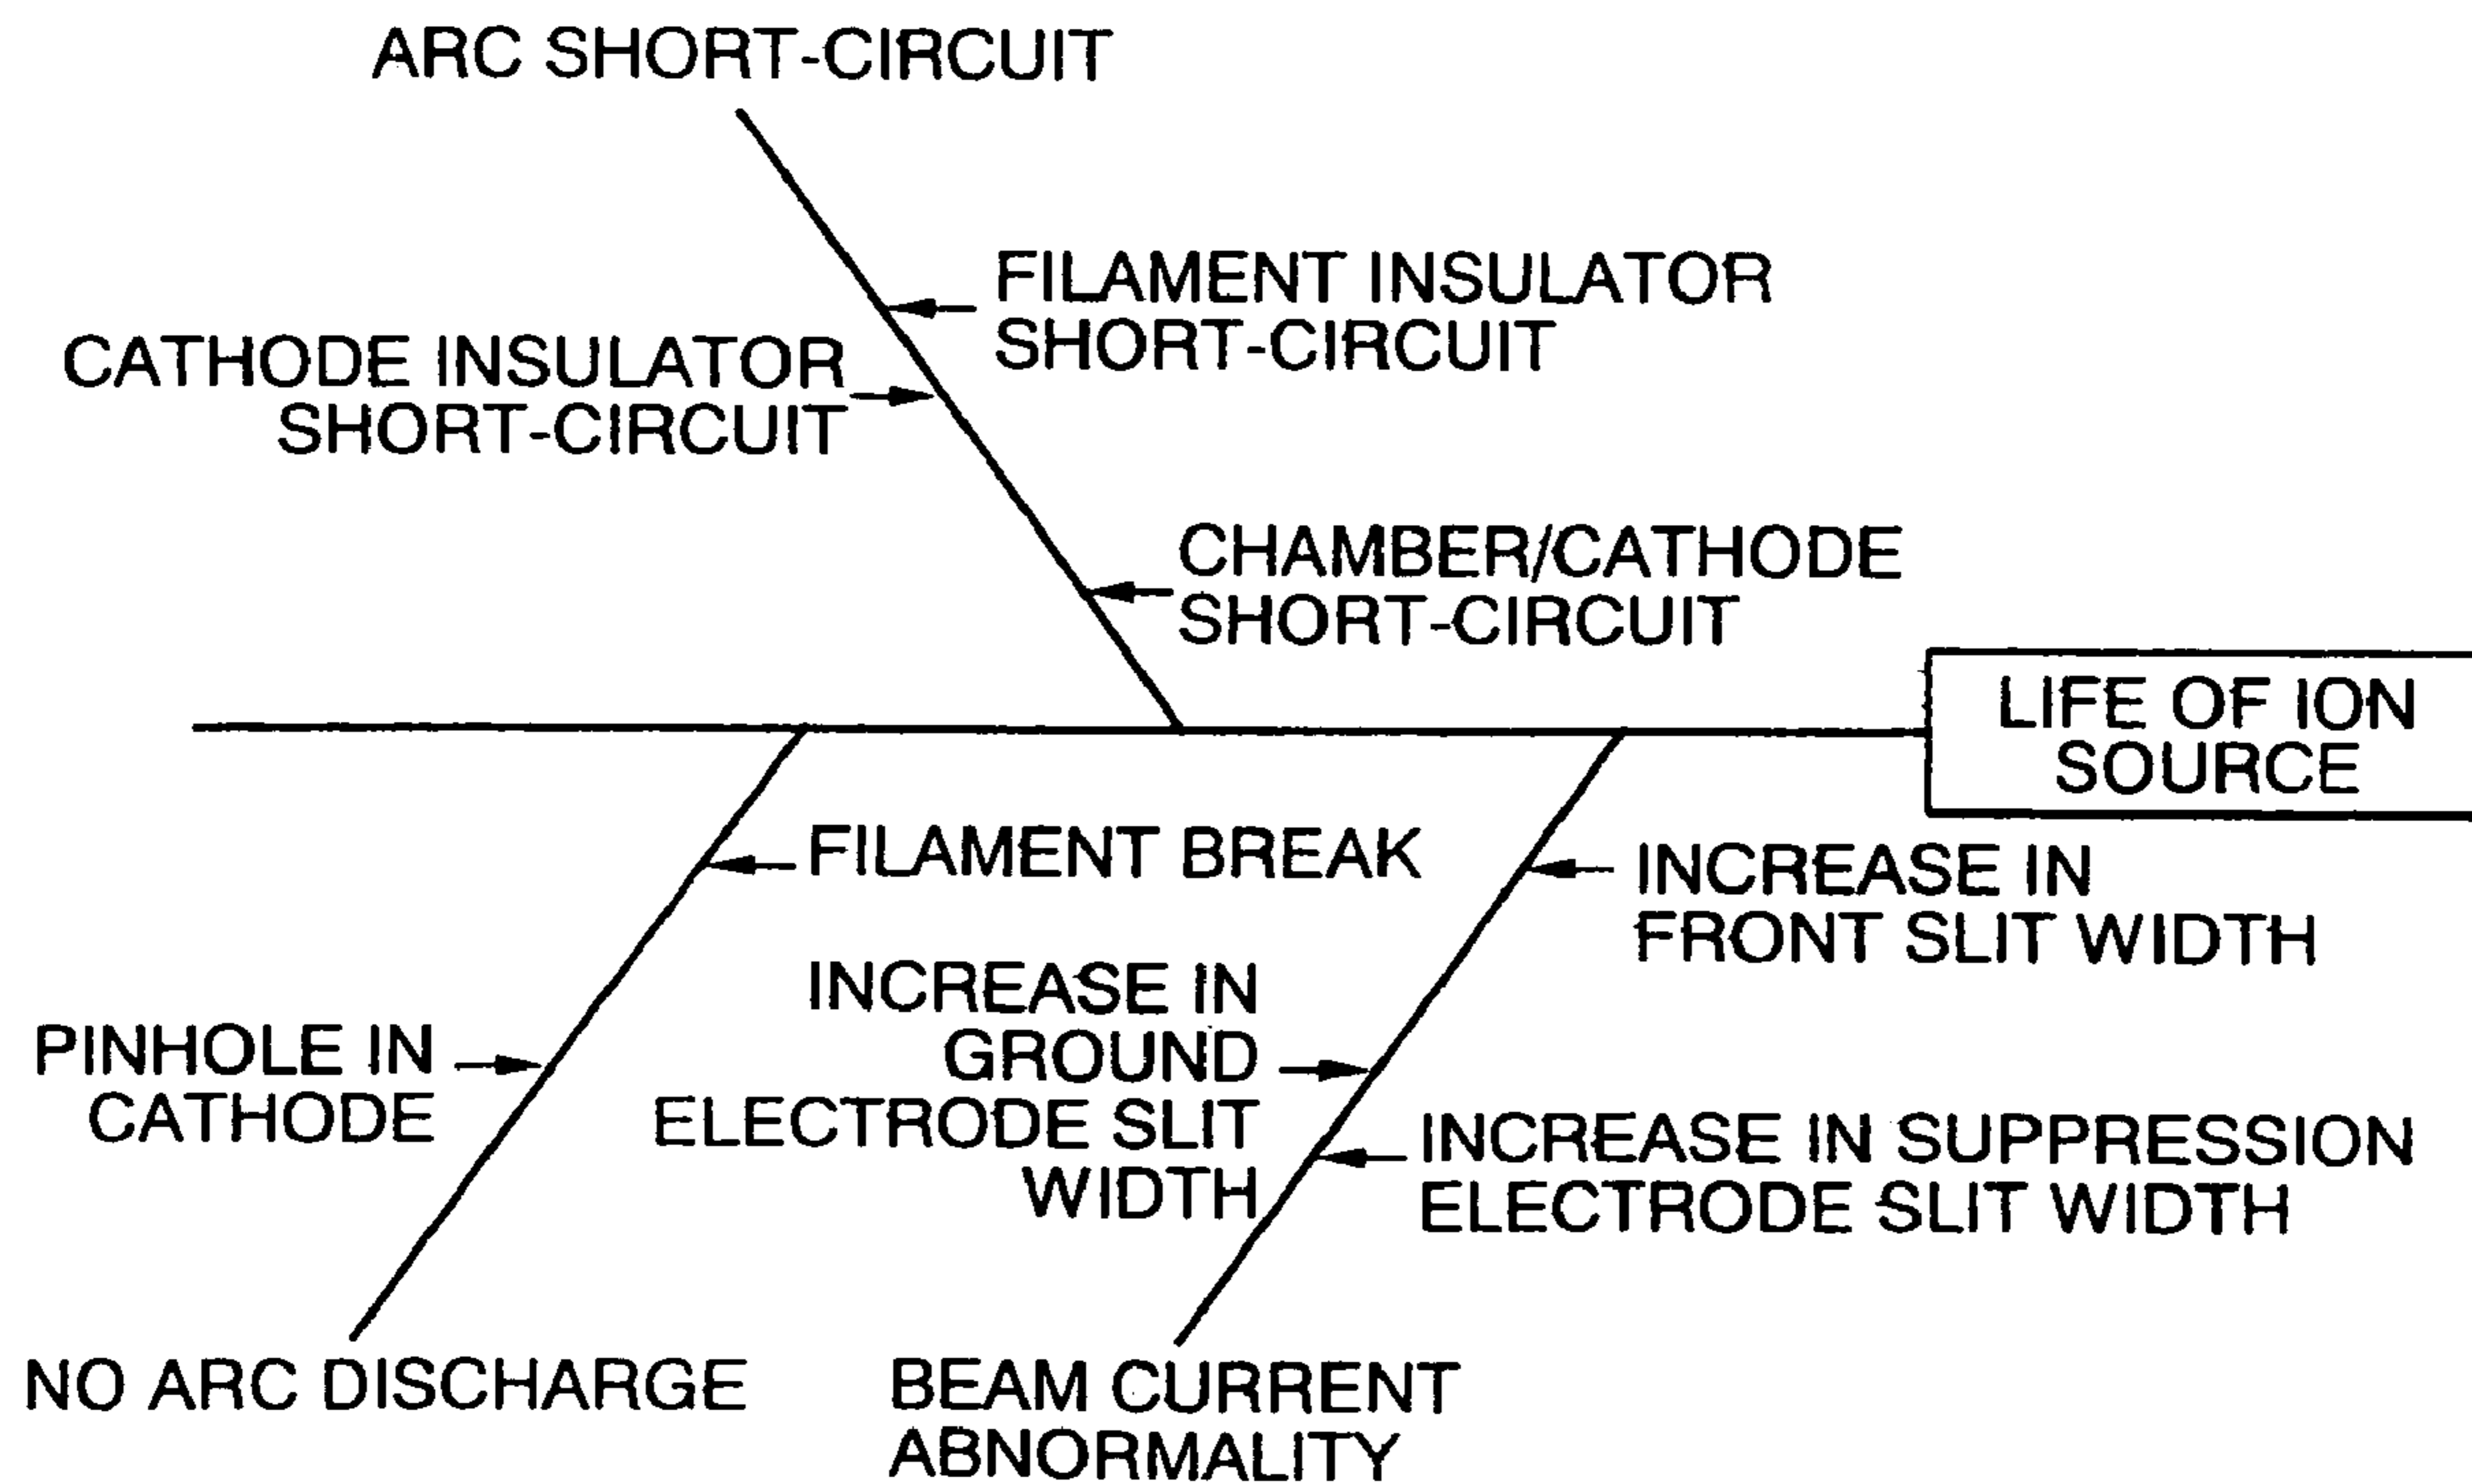 ARC SHORT-CIRCUIT
FILAMENT INSULATOR
SHORT-CIRCUIT
CATHODE INSULATOR
SHORT-CIRCUIT
CHAMBER/CATHODE
SHORT-CIRCUIT
LIFE OF ION
SOURCE
FILAMENT BREAK
INCREASE IN
FRONT SLIT WIDTH
INCREASE IN
GROUND
ELECTRODE SLIT
WIDTH
PINHOLE IN
CATHODE
INCREASE IN SUPPRESSION
ELECTRODE SLIT WIDTH
NO ARC DISCHARGE
BEAM CURRENT
ABNORMALITY